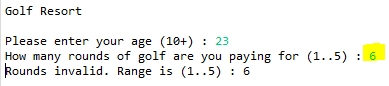 Golf Resort
Please enter your age (10+) : 23
How many rounds of golf are you paying for (1..5) : 6
Rounds invalid. Range is (1..5) : 6